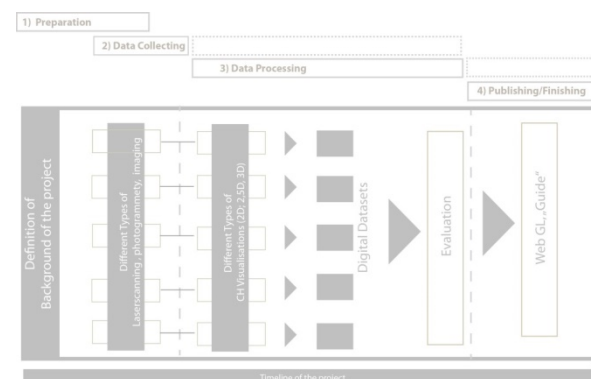 1) Preparation
2) Data Collecting
3) Data Processing
4) Publishing/Finishing
Definition of
Background of the project
Different Types of
Laserscanning , photogrammety, imaging
Different Types of
CH Visualisations (2D; 2,5D, 3D)
Digital Datasets
Evaluation
Web GL,„Guide“
Timeline of the project